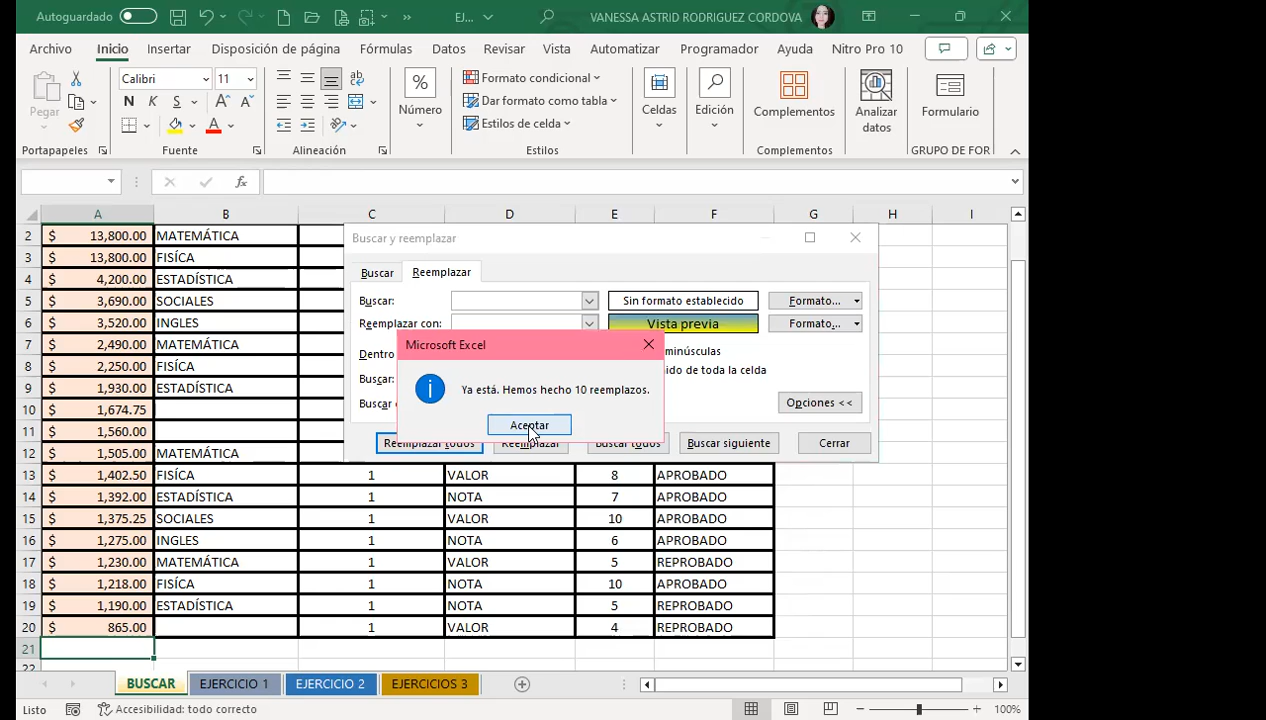 Autoguardado
EJ...
VANESSA ASTRID RODRIGUEZ CORDOVA
Archivo Inicio Insertar Disposición de página Fórmulas Datos Revisar Vista Automatizar Programador Ayuda Nitro Pro 10
Pegar
Calibri 11
N K S
Número
Formato condicional
Dar formato como tabla
Estilos de celda
Celdas
Edición
Complementos
Analizar datos
Formulario
Portapapeles Fuente Alineación Estilos Complementos GRUPO DE FOR
fx
A B C D E F G H I
2 $ 13,800.00 MATEMÁTICA
3 $ 13,800.00 FISÍCA
4 $ 4,200.00 ESTADÍSTICA
5 $ 3,690.00 SOCIALES
6 $ 3,520.00 INGLES
7 $ 2,490.00 MATEMÁTICA
8 $ 2,250.00 FISÍCA
9 $ 1,930.00 ESTADÍSTICA
10 $ 1,674.75
11 $ 1,560.00
12 $ 1,505.00 MATEMÁTICA
13 $ 1,402.50 FISÍCA 1 VALOR 8 APROBADO
14 $ 1,392.00 ESTADÍSTICA 1 NOTA 7 APROBADO
15 $ 1,375.25 SOCIALES 1 VALOR 10 APROBADO
16 $ 1,275.00 INGLES 1 NOTA 6 APROBADO
17 $ 1,230.00 MATEMÁTICA 1 VALOR 5 REPROBADO
18 $ 1,218.00 FISÍCA 1 NOTA 10 APROBADO
19 $ 1,190.00 ESTADÍSTICA 1 NOTA 5 REPROBADO
20 $ 865.00 1 VALOR 4 REPROBADO
21
22
Buscar y reemplazar
Buscar Reemplazar
Buscar: Sin formato establecido Formato...
Reemplazar con: Vista previa Formato...
Dentro
Buscar:
Buscar
minúsculas
ido de toda la celda
Opciones <<
Reemplazar todos Reemplazar Buscar todos Buscar siguiente Cerrar
Microsoft Excel
Ya está. Hemos hecho 10 reemplazos.
Aceptar
BUSCAR EJERCICIO 1 EJERCICIO 2 EJERCICIOS 3
Listo Accesibilidad: todo correcto 100%